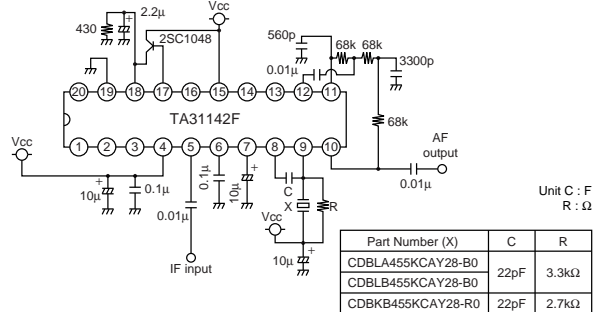 Vcc
2.2μ
430
2SC1048
560p
68k 68k
3300p
0.01μ
20 19 18 17 16 15 14 13 12 11
TA31142F
68k
1 2 3 4 5 6 7 8 9 10
Vcc
AF
output
10μ
0.1μ
0.01μ
0.1μ
10μ
C
X
R
0.01μ
Vcc
10μ
IF input
Unit C : F
R : Ω
Part Number (X) C R
CDBLA455KCAY28-B0
22pF 3.3kΩ
CDBLB455KCAY28-B0
CDBKB455KCAY28-R0 22pF 2.7kΩ